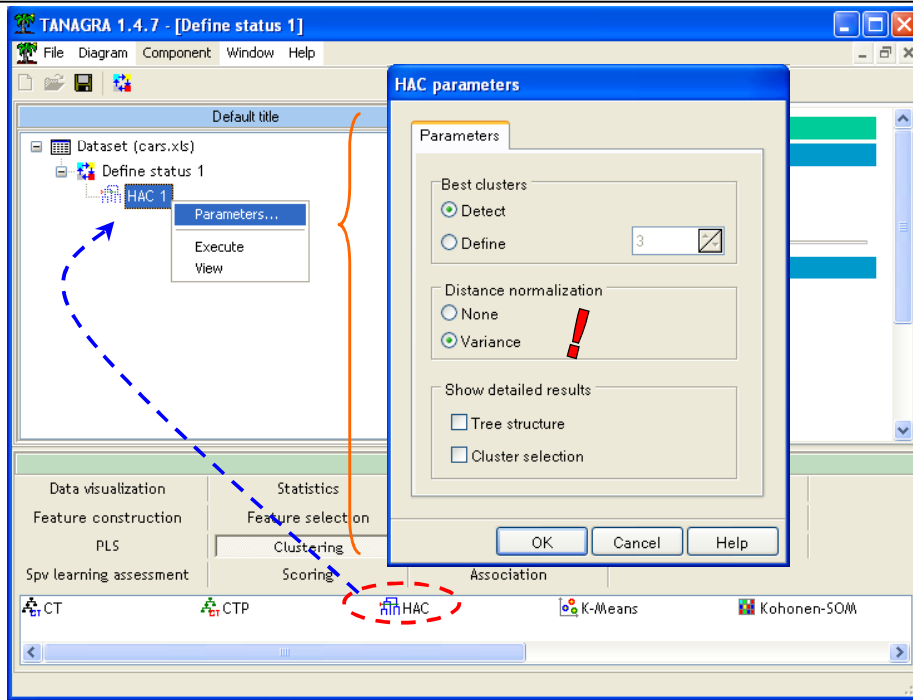 TANAGRA 1.4.7 - [Define status 1]
File Diagram Component Window Help
Default title
Dataset (cars.xls)
Define status 1
HAC 1
Parameters...
Execute
View
HAC parameters
Parameters
Best clusters
Detect
Define 3
Distance normalization
None
Variance
!
Show detailed results
Tree structure
Cluster selection
OK Cancel Help
Data visualization Statistics
Feature construction Feature selection
PLS Clustering
Spv learning assessment Scoring Association
CT CTP HAC K-Means Kohonen-SOM